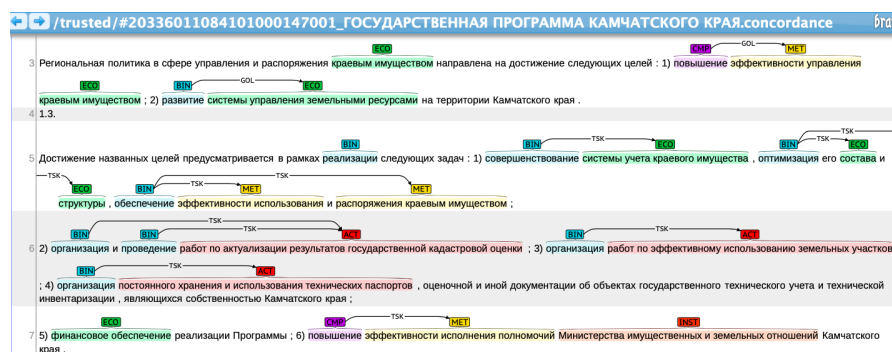 /trusted/#20336011084101000147001_ГОСУДАРСТВЕННАЯ ПРОГРАММА КАМЧАТСКОГО КРАЯ.concordance bra
ECO CMP GOL MET
3 Региональная политика в сфере управления и распоряжения краевым имуществом направлена на достижение следующих целей : 1) повышение эффективности управления
ECO BIN GOL ECO
краевым имуществом ; 2) развитие системы управления земельными ресурсами на территории Камчатского края .
4 1.3.
TSK
BIN BIN TSK ECO BIN TSK ECO
5 Достижение названных целей предусматривается в рамках реализации следующих задач : 1) совершенствование системы учета краевого имущества , оптимизация его состава и
TSK TSK
ECO BIN TSK MET MET
структуры , обеспечение эффективности использования и распоряжения краевым имуществом ;
TSK
BIN BIN TSK ACT BIN TSK ACT
6 2) организация и проведение работ по актуализации результатов государственной кадастровой оценки ; 3) организация работ по эффективному использованию земельных участков
BIN TSK ACT
; 4) организация постоянного хранения и использования технических паспортов , оценочной и иной документации об объектах государственного технического учета и технической
инвентаризации , являющихся собственностью Камчатского края ;
ECO CMP TSK MET INST
7 5) финансовое обеспечение реализации Программы ; 6) повышение эффективности исполнения полномочий Министерства имущественных и земельных отношений Камчатского
края .